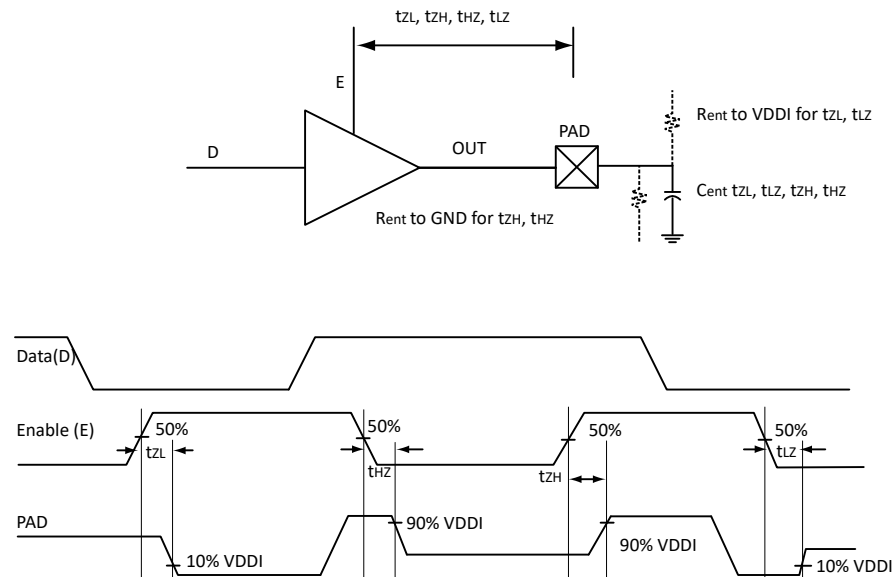 tZL, tZH, tHZ, tLZ
E
D
OUT
PAD
Rent to VDDI for tZL, tLZ
Cent tZL, tLZ, tZH, tHZ
Rent to GND for tZH, tHZ
Data(D)
Enable (E)
50%
50%
50%
50%
tZL
tHZ
tZH
tLZ
PAD
10% VDDI
90% VDDI
90% VDDI
10% VDDI